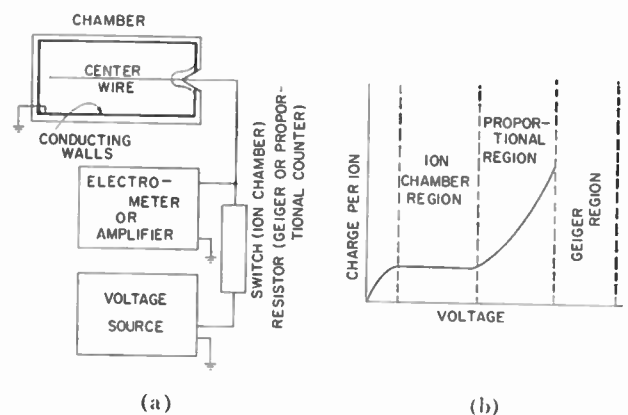 CHAMBER
CENTER
WIRE
CONDUCTING
WALLS
ELECTRO-
METER
OR
AMPLIFIER
VOLTAGE
SOURCE
SWITCH (ION CHAMBER)
RESISTOR (GEIGER OR PROPOR-
TIONAL COUNTER)
(a)
CHARGE PER ION
ION
CHAMBER
REGION
PROPOR-
TIONAL
REGION
GEIGER
REGION
VOLTAGE
(b)